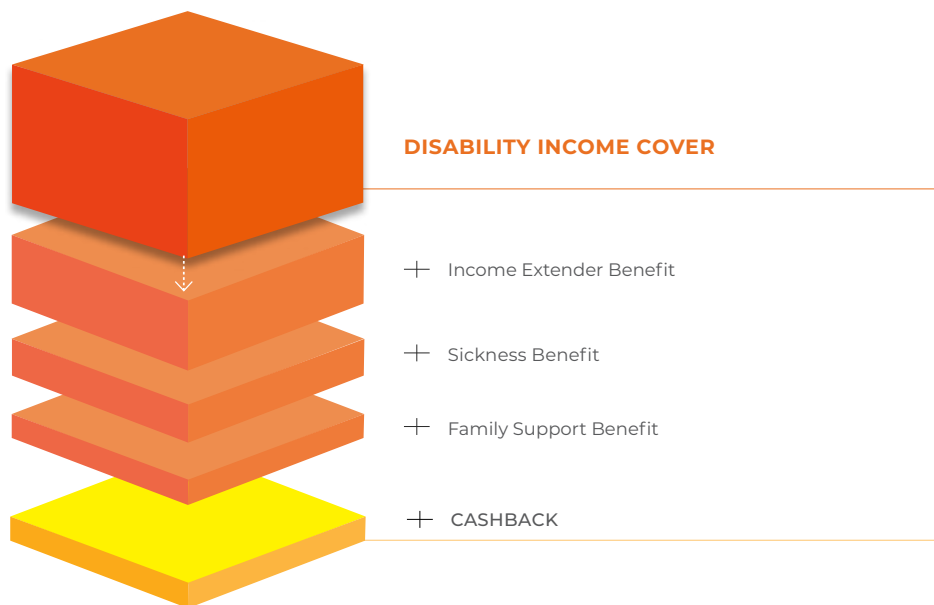 DISABILITY INCOME COVER
+ Income Extender Benefit
+ Sickness Benefit
+ Family Support Benefit
+ CASHBACK